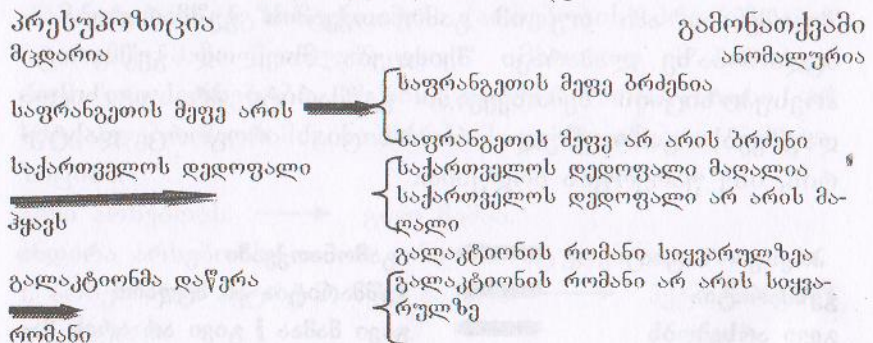 პრესუპოზიცია გამონათქვამი
მცდარია ანომალურია
საფრანგეთის მეფე ბრძენია
საფრანგეთის მეფე არის
საფრანგეთის მეფე არ არის ბრძენი
საქართველოს დედოფალი საქართველოს დედოფალი მაღალია
საქართველოს დედოფალი არ არის მა-
ჰყავს ღალი
გალაკტიონის რომანი სიყვარულზეა
გალაკტიონმა დაწერა გალაკტიონის რომანი არ არის სიყვა-
რულზე
რომანი